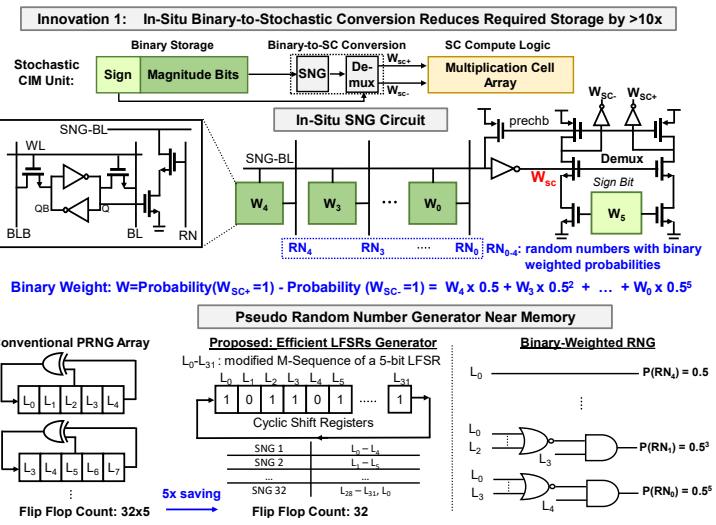 Innovation 1: In-Situ Binary-to-Stochastic Conversion Reduces Required Storage by >10x
Binary Storage
Binary-to-SC Conversion
SC Compute Logic
Stochastic
CIM Unit:
Sign
Magnitude Bits
SNG
De-
mux
Wsc+
Wsc-
Multiplication Cell
Array
SNG-BL
WL
QB
Q
BLB
BL
RN
In-Situ SNG Circuit
SNG-BL
W4
W3
...
W0
RN4
RN3
....
RN0
RN0-4: random numbers with binary
weighted probabilities
prechb
WSC-
WSC+
Demux
Wsc
Sign Bit
W5
Binary Weight: W=Probability(WSC+ =1) - Probability (WSC- =1) = W4 x 0.5 + W3 x 0.5² + ... + W0 x 0.5⁵
Pseudo Random Number Generator Near Memory
onventional PRNG Array
L0 L1 L2 L3 L4
L3 L4 L5 L6 L7
⋮
Flip Flop Count: 32x5
5x saving
Proposed: Efficient LFSRs Generator
L0-L31 : modified M-Sequence of a 5-bit LFSR
L0 L1 L2 L3 L4 L5 L31
1 0 1 1 0 1 ..... 1
Cyclic Shift Registers
SNG 1 L0 – L4
SNG 2 L1 – L5
... ...
SNG 32 L28 – L31, L0
Flip Flop Count: 32
Binary-Weighted RNG
L0 P(RN4) = 0.5
⋮
L0
L2
L3
P(RN1) = 0.5³
L0
L3
L4
P(RN0) = 0.5⁵